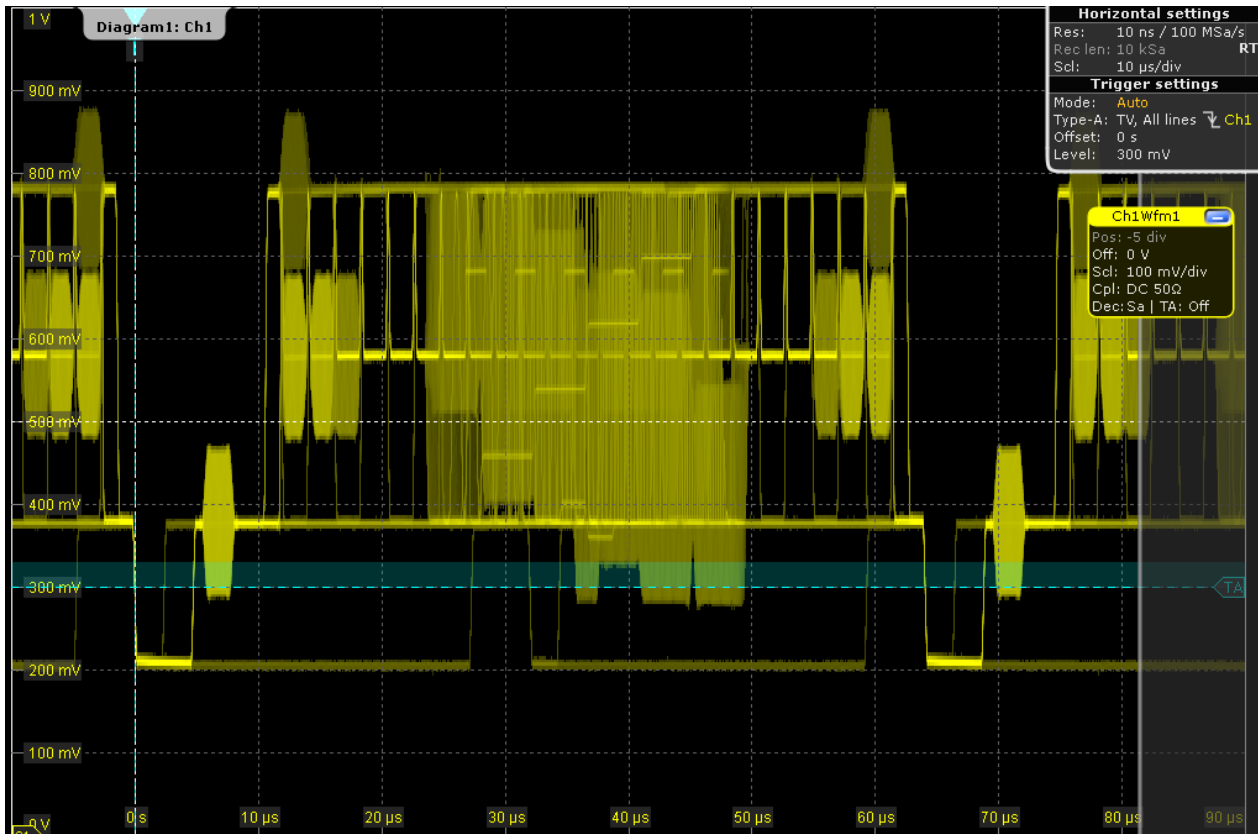 1 V
Diagram1: Ch1
Horizontal settings
Res: 10 ns / 100 MSa/s
Rec len: 10 kSa RT
Scl: 10 µs/div
Trigger settings
Mode: Auto
Type-A: TV, All lines Ch1
Offset: 0 s
Level: 300 mV
900 mV
800 mV
Ch1Wfm1
Pos: -5 div
Off: 0 V
Scl: 100 mV/div
Cpl: DC 50Ω
Dec: Sa | TA: Off
700 mV
600 mV
500 mV
400 mV
300 mV
TA
200 mV
100 mV
0 V
0 s 10 µs 20 µs 30 µs 40 µs 50 µs 60 µs 70 µs 80 µs 90 µs